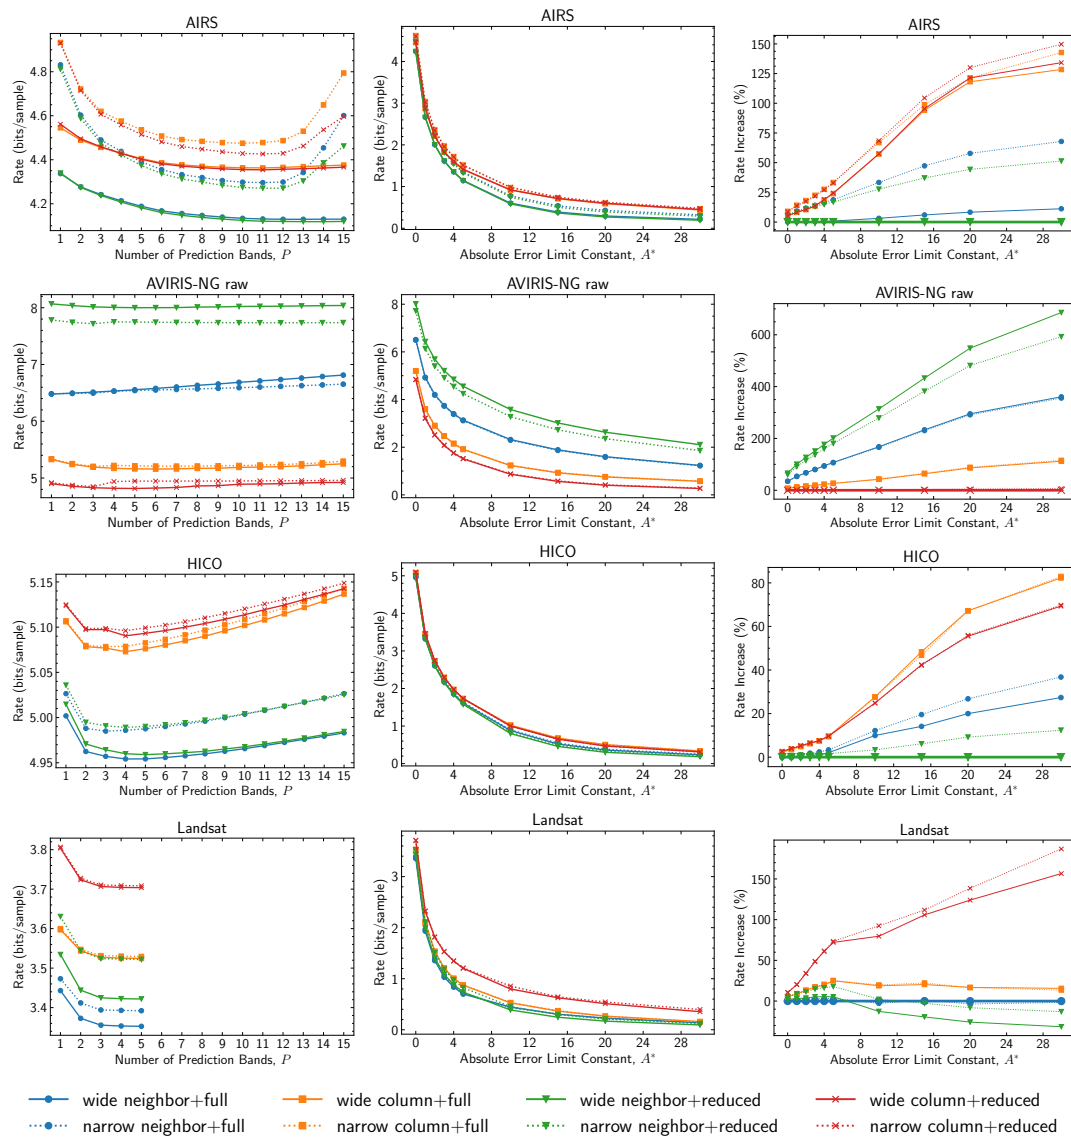 AIRS
AIRS
AIRS
Rate (bits/sample)
4.8
4.6
4.4
4.2
1 2 3 4 5 6 7 8 9 10 11 12 13 14 15
Number of Prediction Bands, P
Rate (bits/sample)
4
3
2
1
0
0 4 8 12 16 20 24 28
Absolute Error Limit Constant, A*
Rate Increase (%)
150
125
100
75
50
25
0
0 4 8 12 16 20 24 28
Absolute Error Limit Constant, A*
AVIRIS-NG raw
AVIRIS-NG raw
AVIRIS-NG raw
Rate (bits/sample)
8
7
6
5
1 2 3 4 5 6 7 8 9 10 11 12 13 14 15
Number of Prediction Bands, P
Rate (bits/sample)
8
6
4
2
0
0 4 8 12 16 20 24 28
Absolute Error Limit Constant, A*
Rate Increase (%)
600
400
200
0
0 4 8 12 16 20 24 28
Absolute Error Limit Constant, A*
HICO
HICO
HICO
Rate (bits/sample)
5.15
5.10
5.05
5.00
4.95
1 2 3 4 5 6 7 8 9 10 11 12 13 14 15
Number of Prediction Bands, P
Rate (bits/sample)
5
4
3
2
1
0
0 4 8 12 16 20 24 28
Absolute Error Limit Constant, A*
Rate Increase (%)
80
60
40
20
0
0 4 8 12 16 20 24 28
Absolute Error Limit Constant, A*
Landsat
Landsat
Landsat
Rate (bits/sample)
3.8
3.7
3.6
3.5
3.4
1 2 3 4 5 6 7 8 9 10 11 12 13 14 15
Number of Prediction Bands, P
Rate (bits/sample)
3
2
1
0
0 4 8 12 16 20 24 28
Absolute Error Limit Constant, A*
Rate Increase (%)
150
100
50
0
0 4 8 12 16 20 24 28
Absolute Error Limit Constant, A*
wide neighbor+full wide column+full wide neighbor+reduced wide column+reduced
narrow neighbor+full narrow column+full narrow neighbor+reduced narrow column+reduced